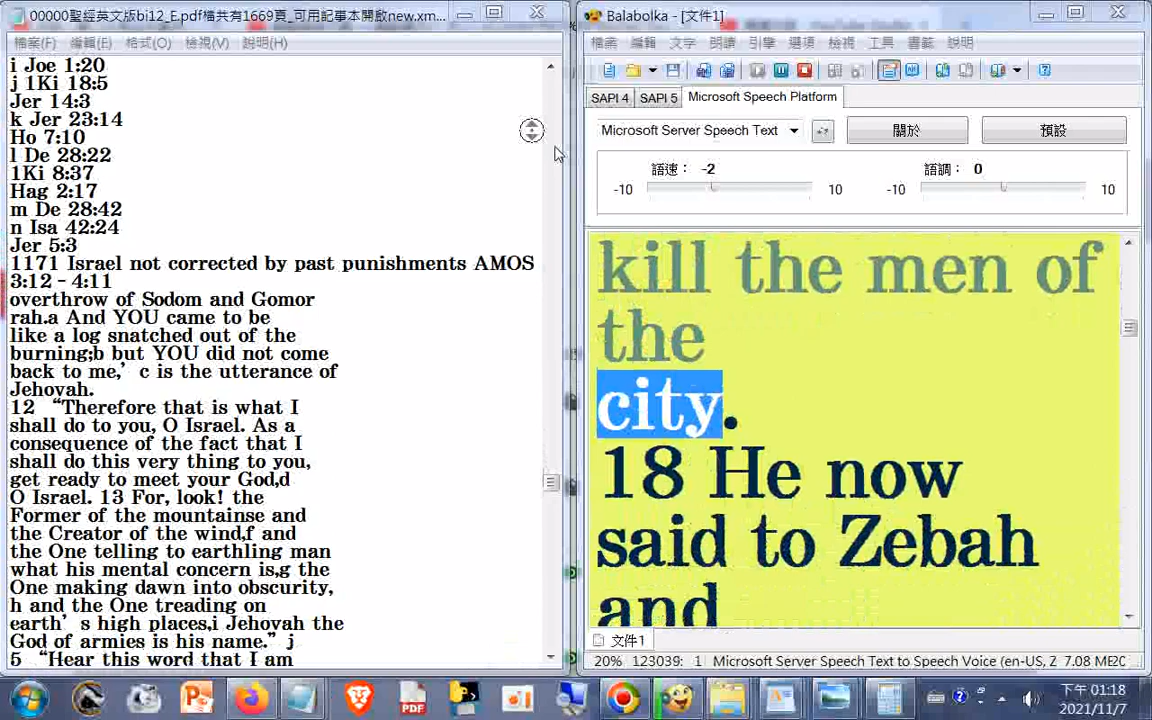 00000聖經英文版bi12_E.pdf檔共有1669頁_可用記事本開啟new.xm...
檔案(F) 編輯(E) 格式(O) 檢視(V) 說明(H)
i Joe 1:20
j 1Ki 18:5
Jer 14:3
k Jer 23:14
Ho 7:10
l De 28:22
1Ki 8:37
Hag 2:17
m De 28:42
n Isa 42:24
Jer 5:3
1171 Israel not corrected by past punishments AMOS
3:12 - 4:11
overthrow of Sodom and Gomor
rah.a And YOU came to be
like a log snatched out of the
burning;b but YOU did not come
back to me,’ c is the utterance of
Jehovah.
12 “Therefore that is what I
shall do to you, O Israel. As a
consequence of the fact that I
shall do this very thing to you,
get ready to meet your God,d
O Israel. 13 For, look! the
Former of the mountainse and
the Creator of the wind,f and
the One telling to earthling man
what his mental concern is,g the
One making dawn into obscurity,
h and the One treading on
earth’ s high places,i Jehovah the
God of armies is his name.” j
5 “Hear this word that I am
Balabolka - [文件1]
檔案 編輯 文字 朗讀 引擎 選項 檢視 工具 書籤 說明
SAPI 4 SAPI 5 Microsoft Speech Platform
Microsoft Server Speech Text 關於 預設
語速： -2 語調： 0
-10 10 -10 10
kill the men of
the
city.
18 He now
said to Zebah
and
文件1
20% 123039: 1 Microsoft Server Speech Text to Speech Voice (en-US, Z 7.08 ME2C
下午 01:18
2021/11/7